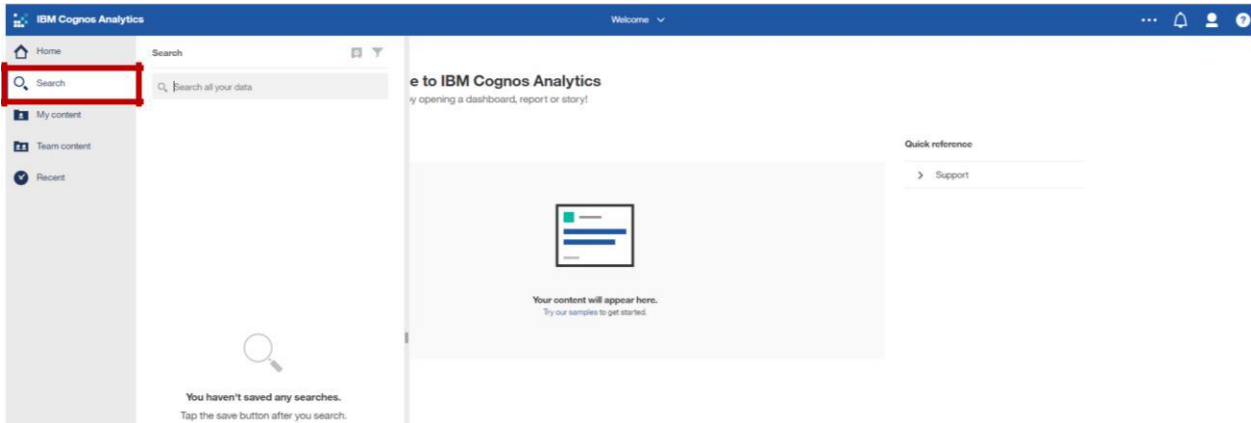 IBM Cognos Analytics
Welcome
Home
Search
My content
Team content
Recent
Search
Search all your data
You haven't saved any searches.
Tap the save button after you search.
e to IBM Cognos Analytics
y opening a dashboard, report or story!
Your content will appear here.
Try our samples to get started.
Quick reference
Support